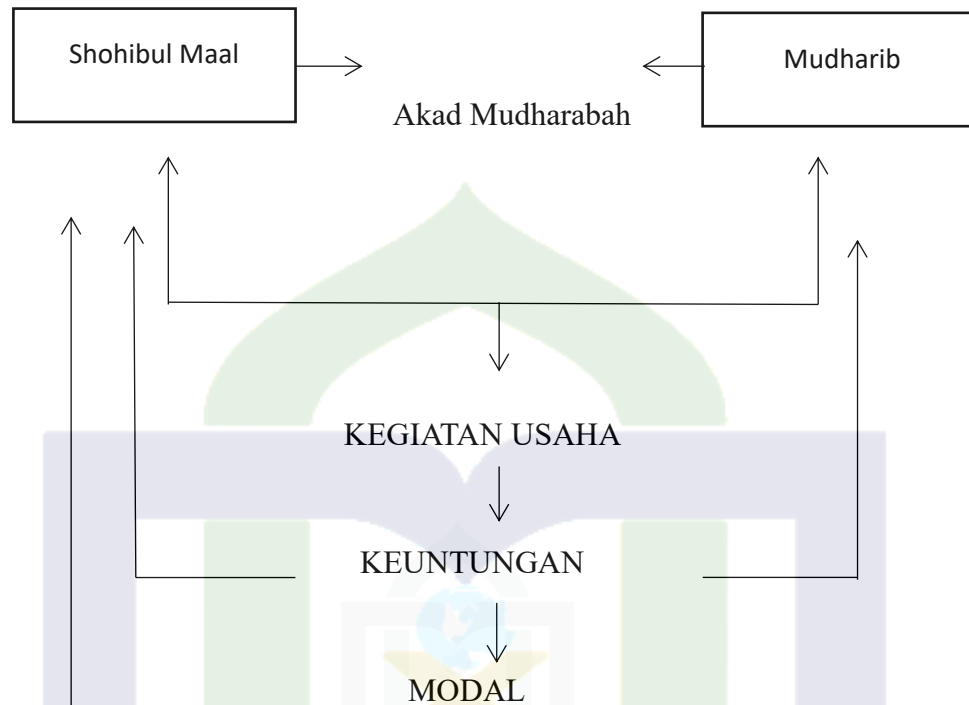 Shohibul Maal
Mudharib
Akad Mudharabah
KEGIATAN USAHA
KEUNTUNGAN
MODAL